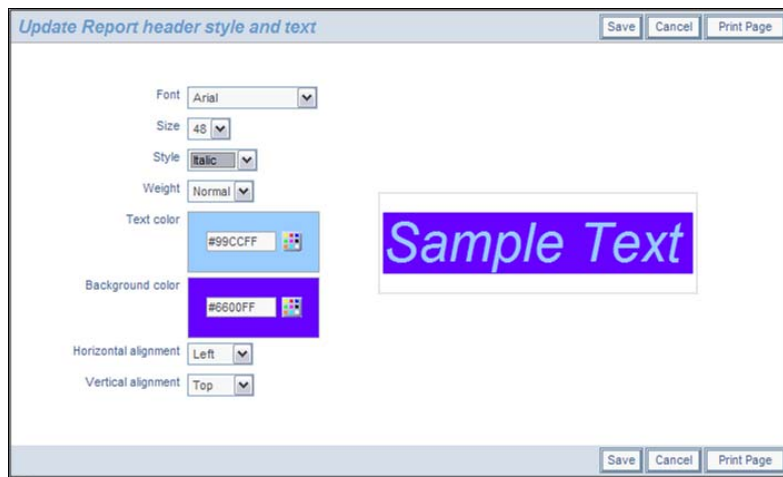 Update Report header style and text
Save Cancel Print Page
Font Arial
Size 48
Style Italic
Weight Normal
Text color
#99CCFF
Sample Text
Background color
#6600FF
Horizontal alignment Left
Vertical alignment Top
Save Cancel Print Page